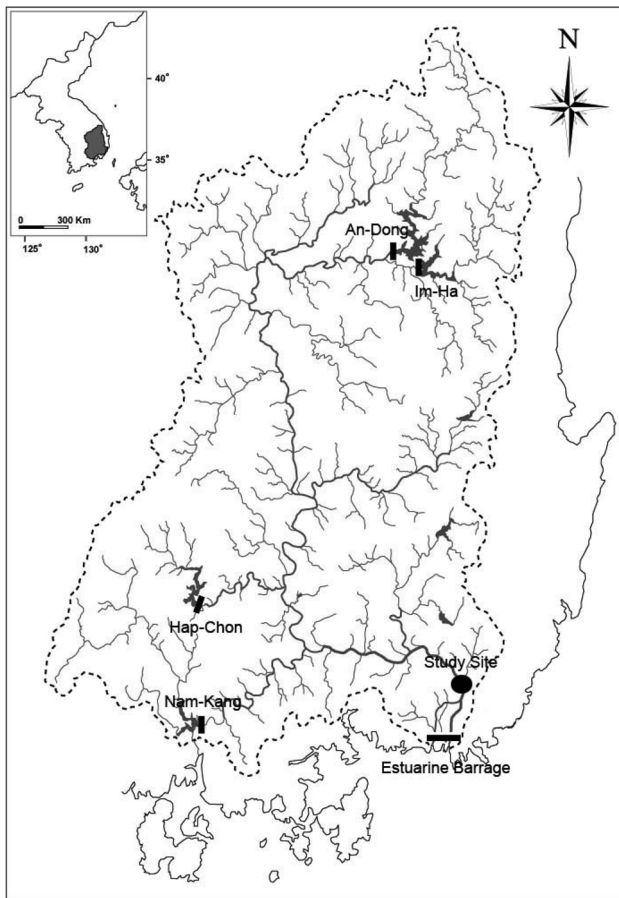 N
40°
35°
0 300 Km
125° 130°
An-Dong
Im-Ha
Hap-Chon
Study Site
Nam-Kang
Estuarine Barrage